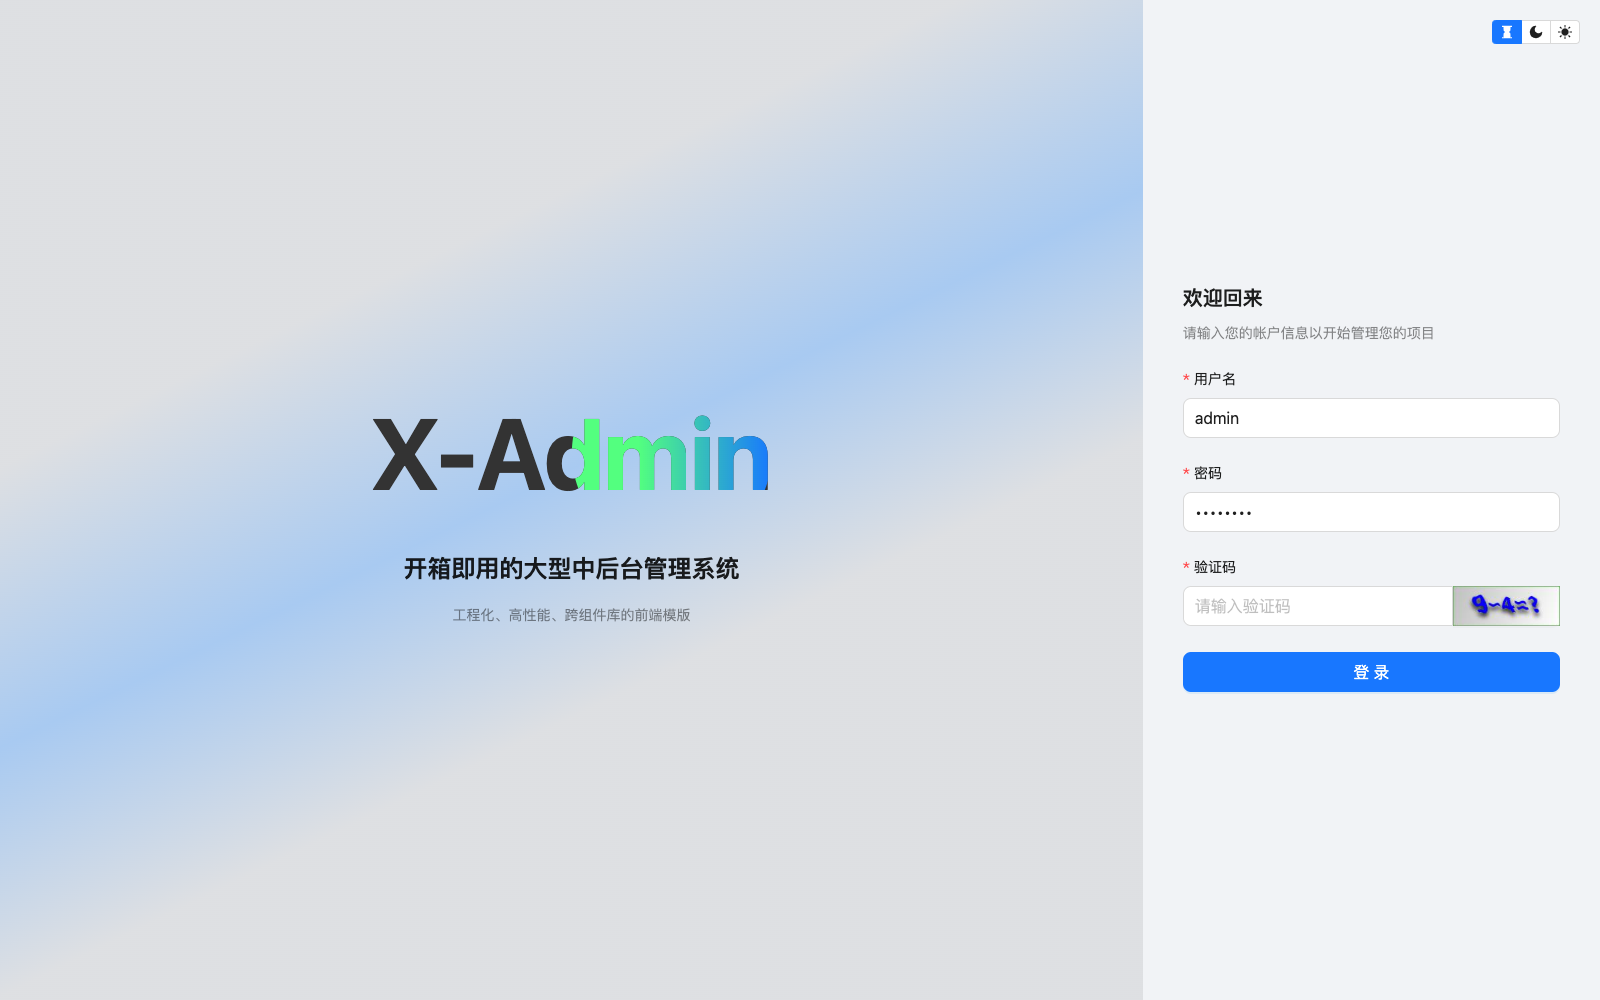 X-Admin
开箱即用的大型中后台管理系统
工程化、高性能、跨组件库的前端模版
欢迎回来
请输入您的帐户信息以开始管理您的项目
* 用户名
admin
* 密码
••••••••
* 验证码
请输入验证码
9-4=?
登 录